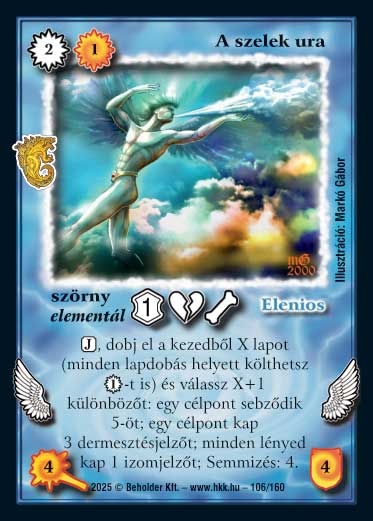 2 1 A szelek ura
Illusztráció: Markó Gábor
mG
2000
szörny
elementál
1
Elenios
J, dobj el a kezedből X lapot
(minden lapdobás helyett költhetsz
1-t is) és válassz X+1
különbözőt: egy célpont sebződik
5-öt; egy célpont kap
3 dermesztésjelzőt; minden lényed
kap 1 izomjelzőt; Semmizés: 4.
4
4
2025 © Beholder Kft. – www.hkk.hu – 106/160